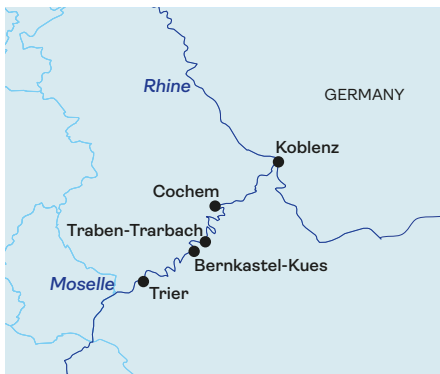 Rhine
GERMANY
Koblenz
Cochem
Traben-Trarbach
Bernkastel-Kues
Moselle
Trier